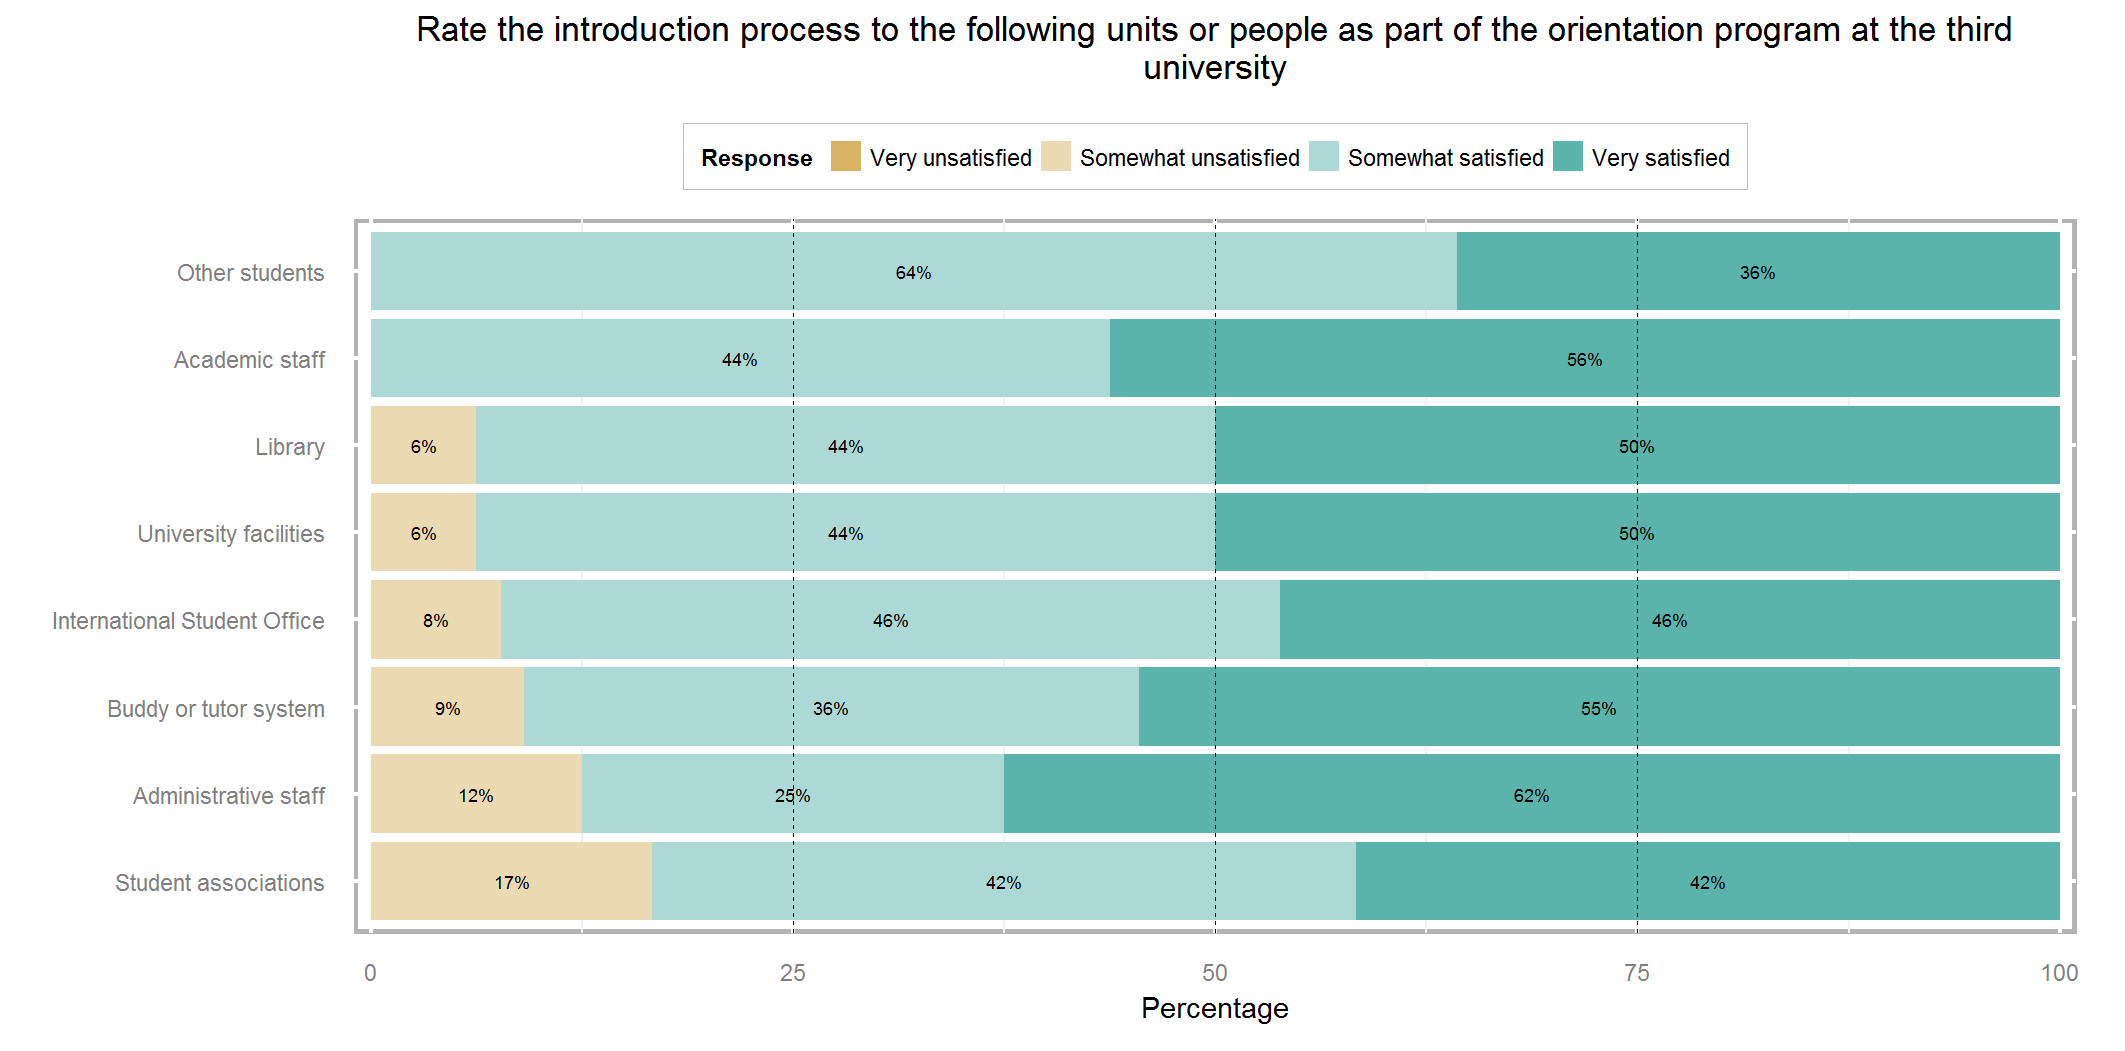 Rate the introduction process to the following units or people as part of the orientation program at the third
university
Response Very unsatisfied Somewhat unsatisfied Somewhat satisfied Very satisfied
Other students 64% 36%
Academic staff 44% 56%
Library 6% 44% 50%
University facilities 6% 44% 50%
International Student Office 8% 46% 46%
Buddy or tutor system 9% 36% 55%
Administrative staff 12% 25% 62%
Student associations 17% 42% 42%
0 25 50 75 100
Percentage